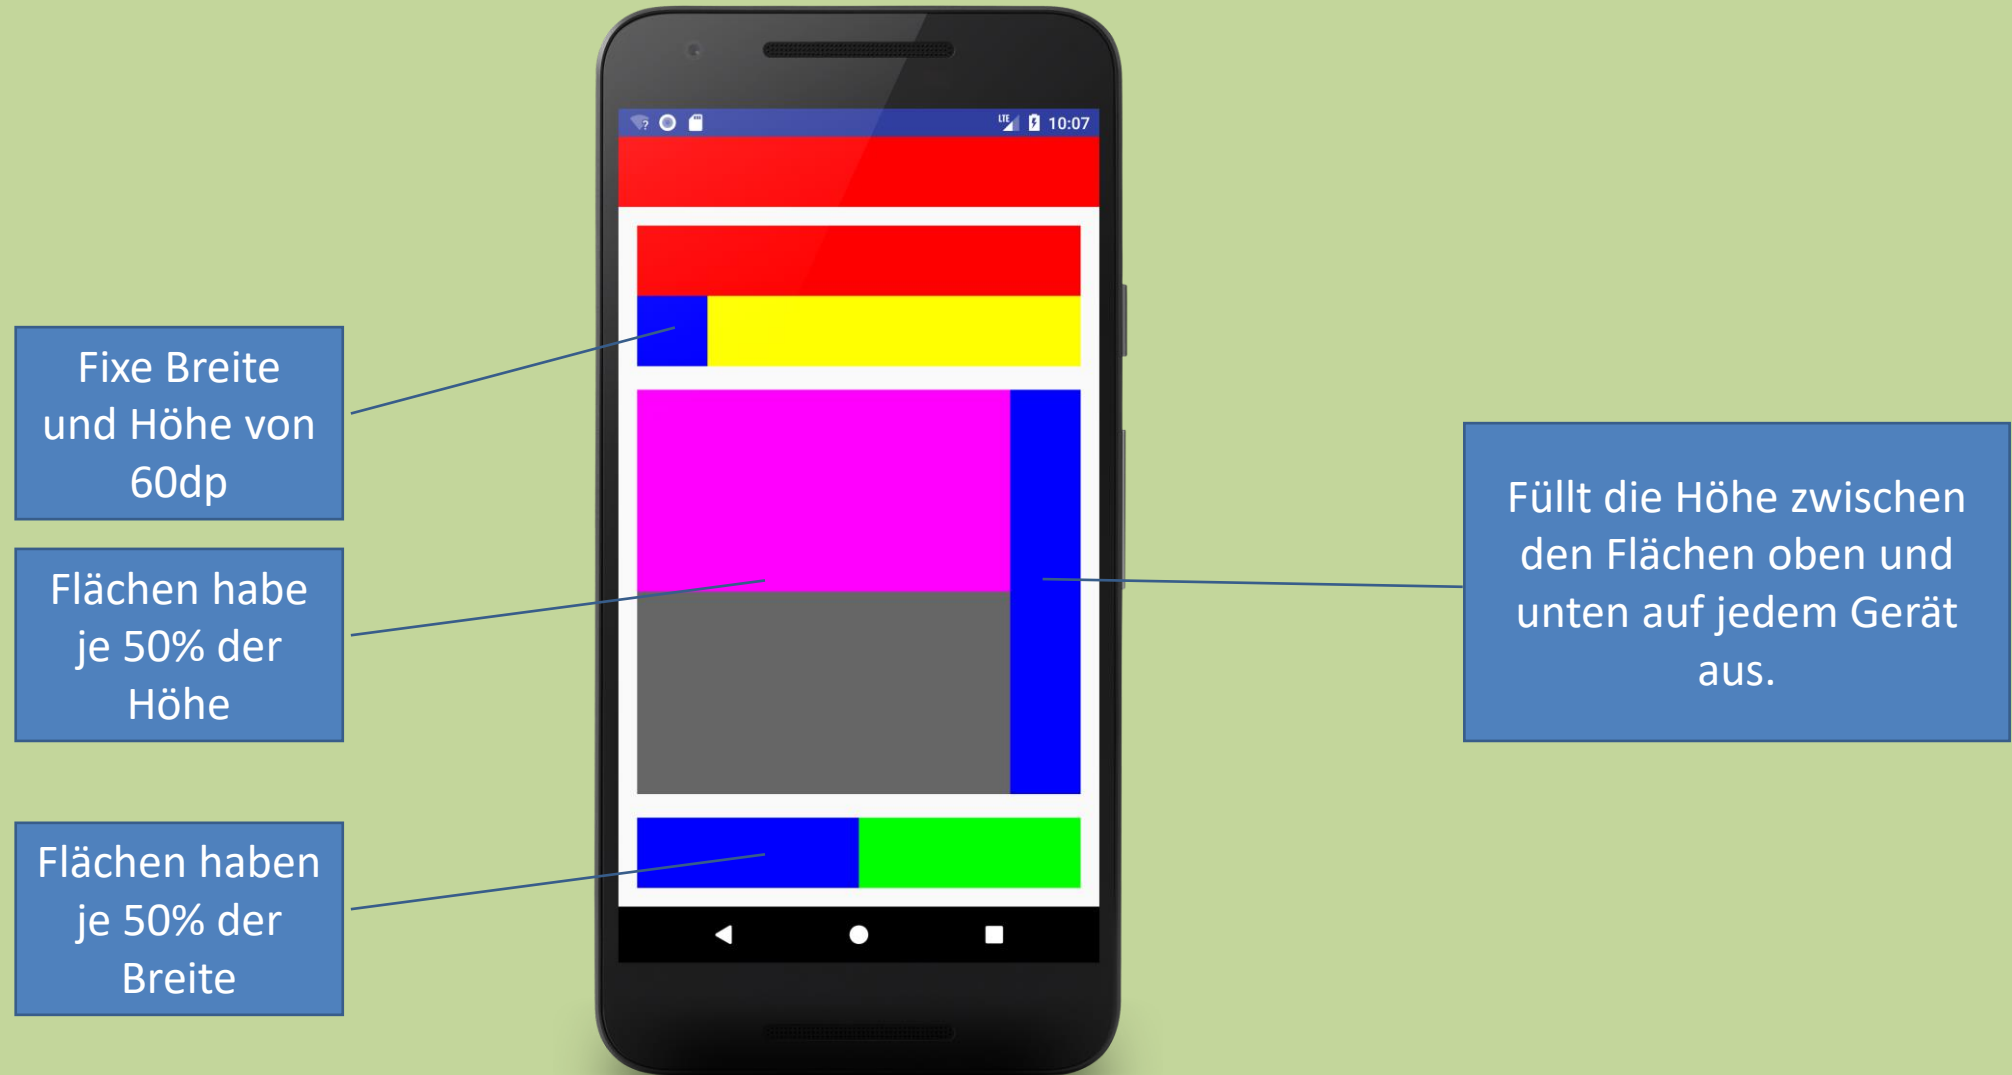 LTE
10:07
Fixe Breite
und Höhe von
60dp
Flächen habe
je 50% der
Höhe
Flächen haben
je 50% der
Breite
Füllt die Höhe zwischen
den Flächen oben und
unten auf jedem Gerät
aus.